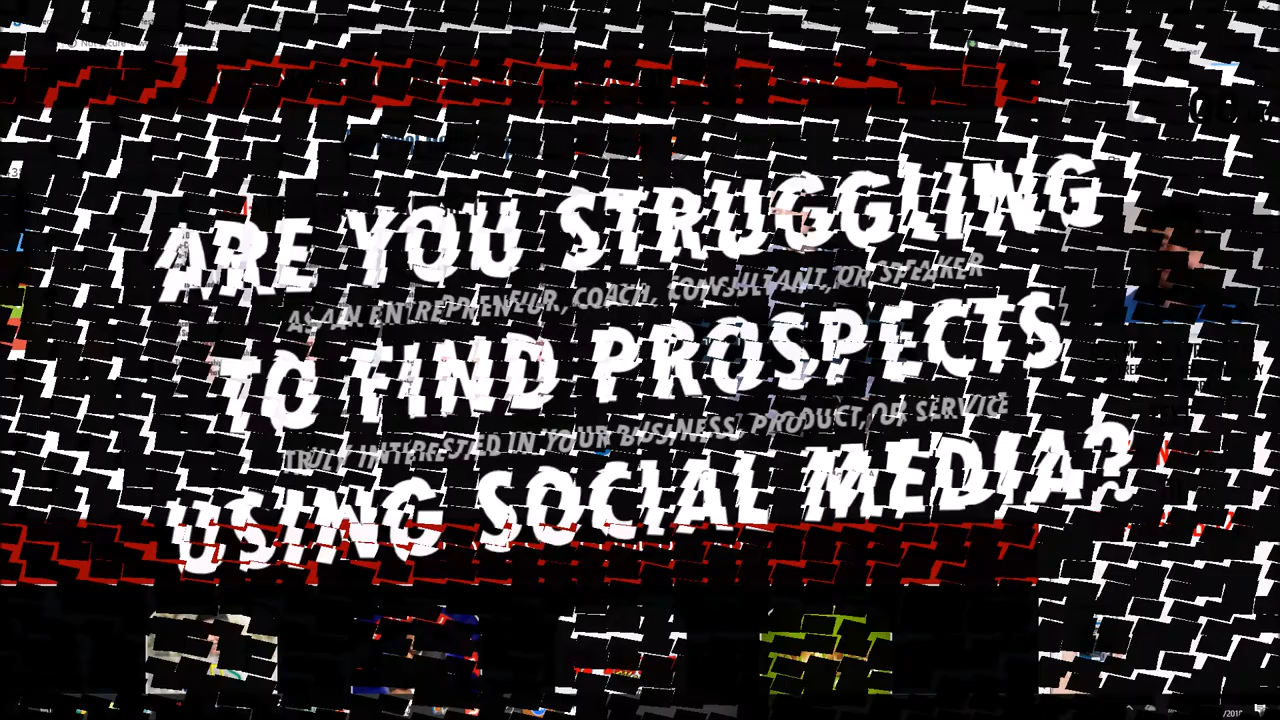 ARE YOU STRUGGLING
AS AN ENTREPRENEUR, COACH, CONSULTANT, OR SPEAKER
TO FIND PROSPECTS
TRULY INTERESTED IN YOUR BUSINESS, PRODUCT, OR SERVICE
USING SOCIAL MEDIA?